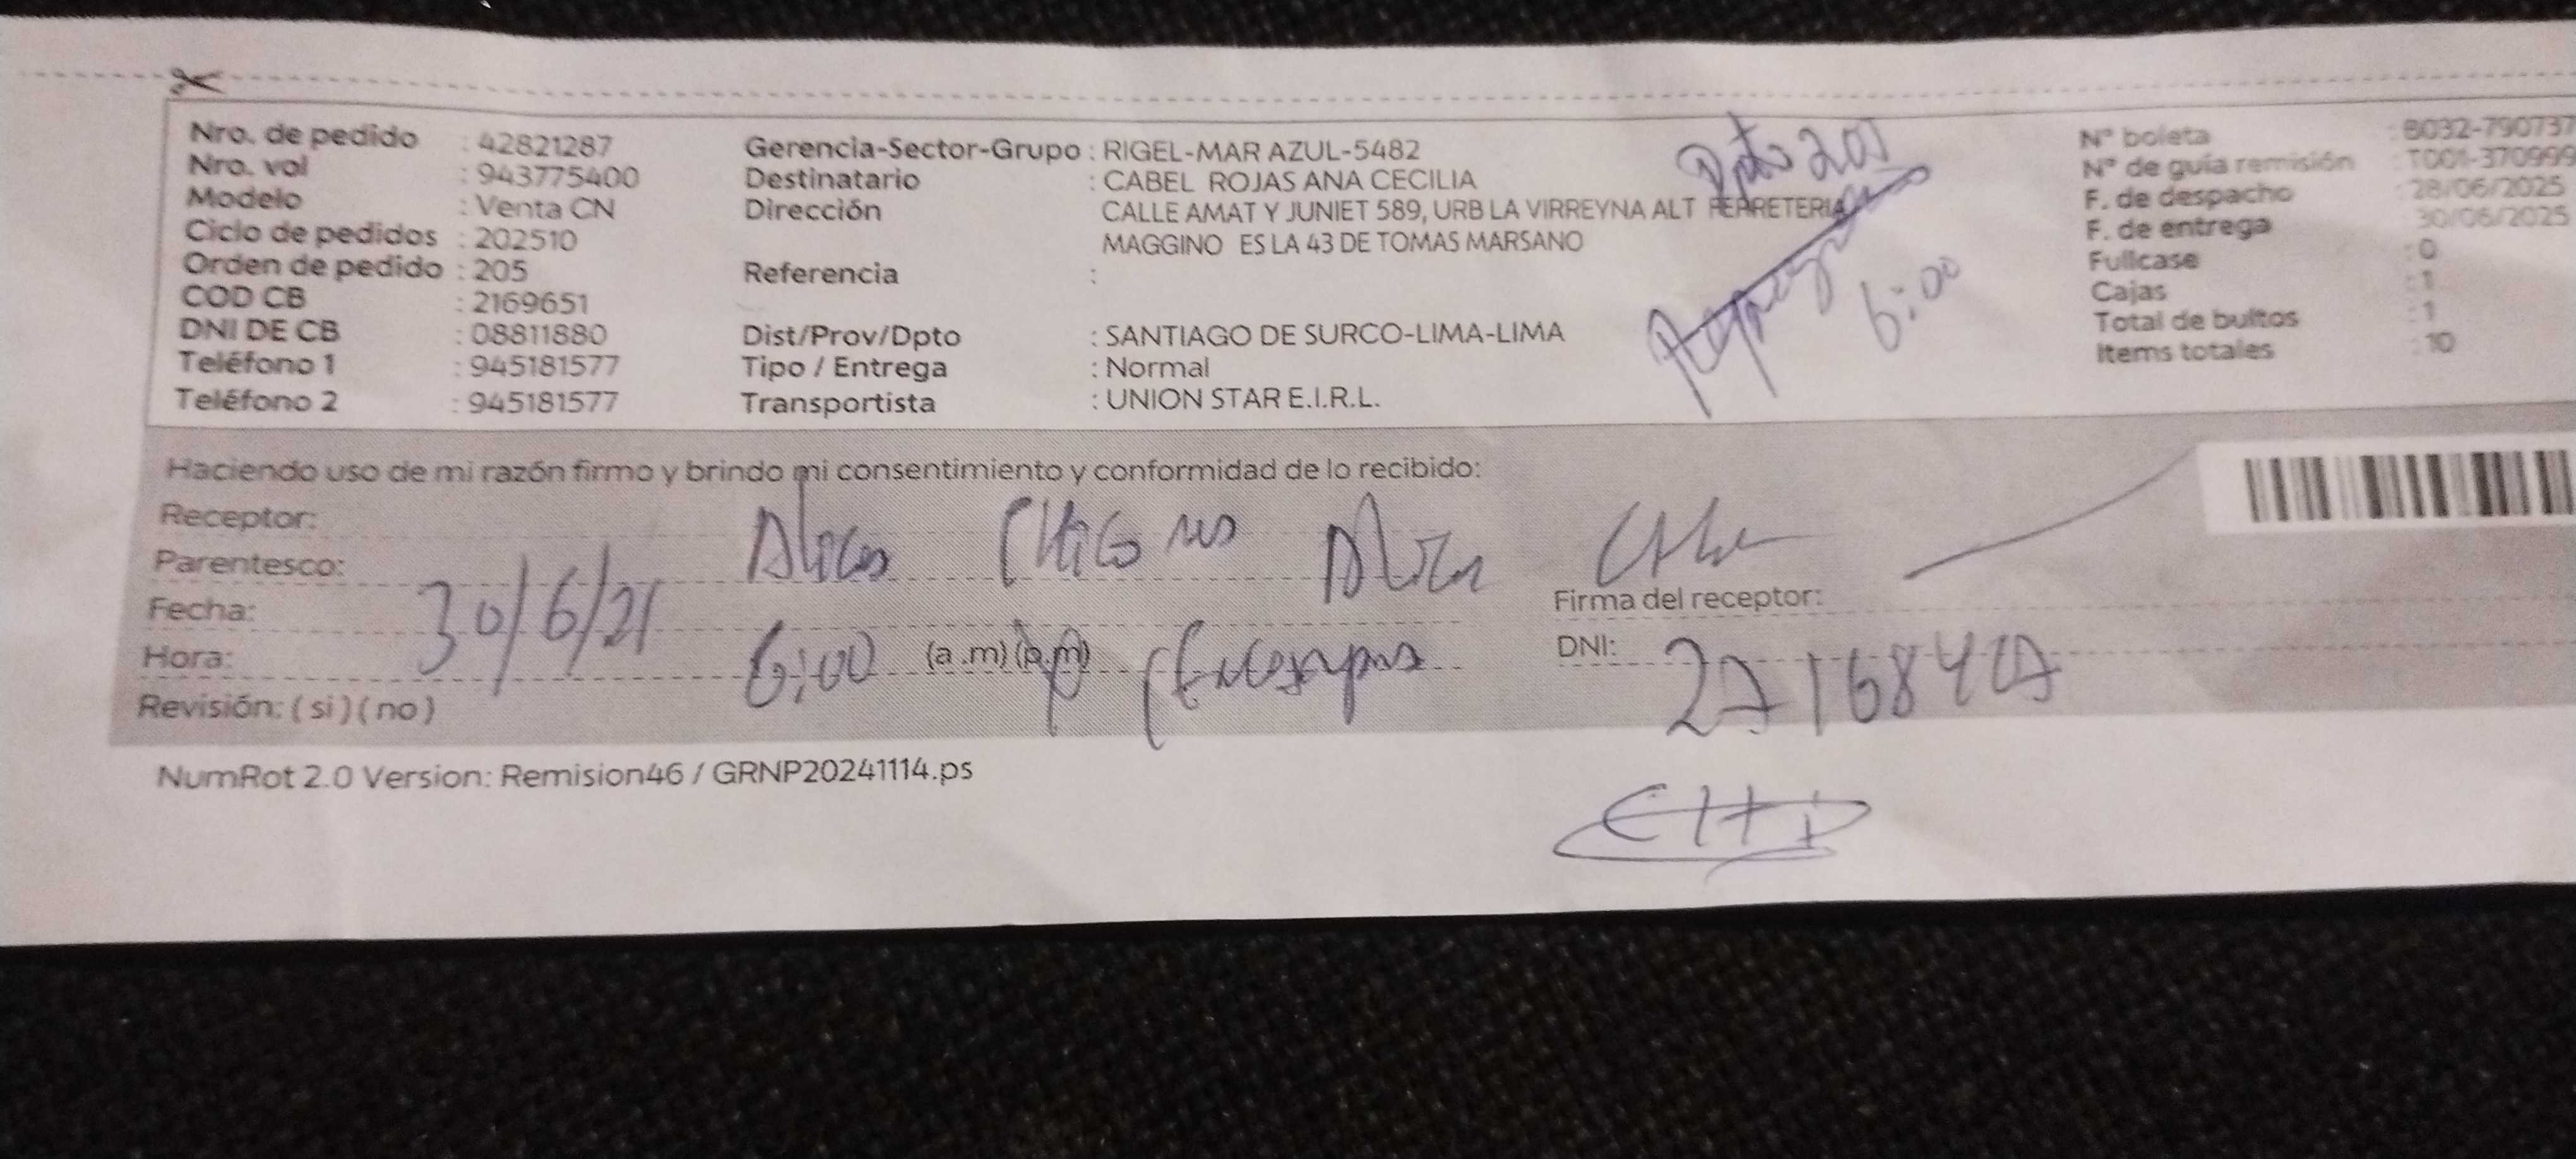 Nro. de pedido : 42821287
Nro. vol : 943775400
Modelo : Venta CN
Ciclo de pedidos : 202510
Orden de pedido : 205
COD CB : 2169651
DNI DE CB : 08811880
Teléfono 1 : 945181577
Teléfono 2 : 945181577
Gerencia-Sector-Grupo : RIGEL-MAR AZUL-5482
Destinatario : CABEL ROJAS ANA CECILIA
Dirección : CALLE AMAT Y JUNIET 589, URB LA VIRREYNA ALT FERRETERIA
MAGGINO ES LA 43 DE TOMAS MARSANO
Referencia :
Dist/Prov/Dpto : SANTIAGO DE SURCO-LIMA-LIMA
Tipo / Entrega : Normal
Transportista : UNION STAR E.I.R.L.
Dpto 201
6:00
N° boleta : B032-790737
N° de guía remisión : T001-370999
F. de despacho : 28/06/2025
F. de entrega : 30/06/2025
Fullcase : 0
Cajas : 1
Total de bultos : 1
Items totales : 10
Haciendo uso de mi razón firmo y brindo mi consentimiento y conformidad de lo recibido:
Receptor:
Parentesco:
Fecha: 30/6/21
Hora: 6:00 (a.m) (p.m)
Revisión: ( si ) ( no )
Firma del receptor:
DNI:
NumRot 2.0 Version: Remision46 / GRNP20241114.ps